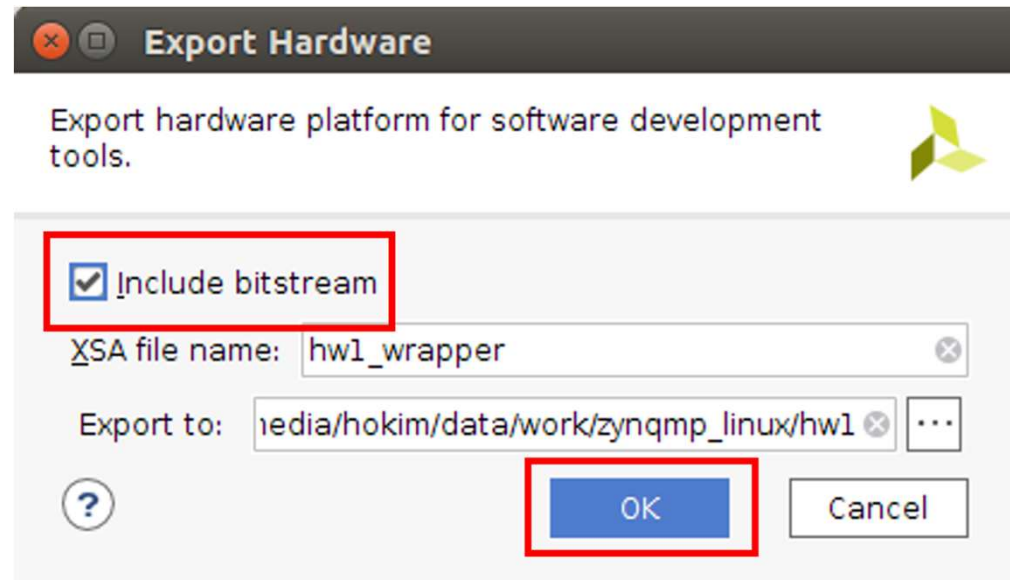 Export Hardware
Export hardware platform for software development
tools.
Include bitstream
XSA file name: hw1_wrapper
Export to: nedia/hokim/data/work/zynqmp_linux/hw1 ...
? OK Cancel